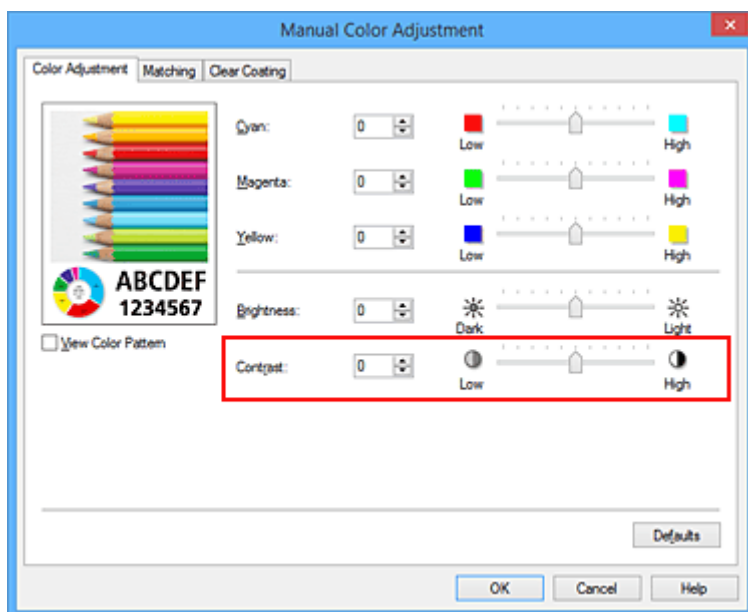 Manual Color Adjustment
Color Adjustment Matching Clear Coating
Cyan: 0 Low High
Magenta: 0 Low High
Yellow: 0 Low High
ABCDEF
1234567
Brightness: 0 Dark Light
View Color Pattern
Contrast: 0 Low High
Defaults
OK Cancel Help